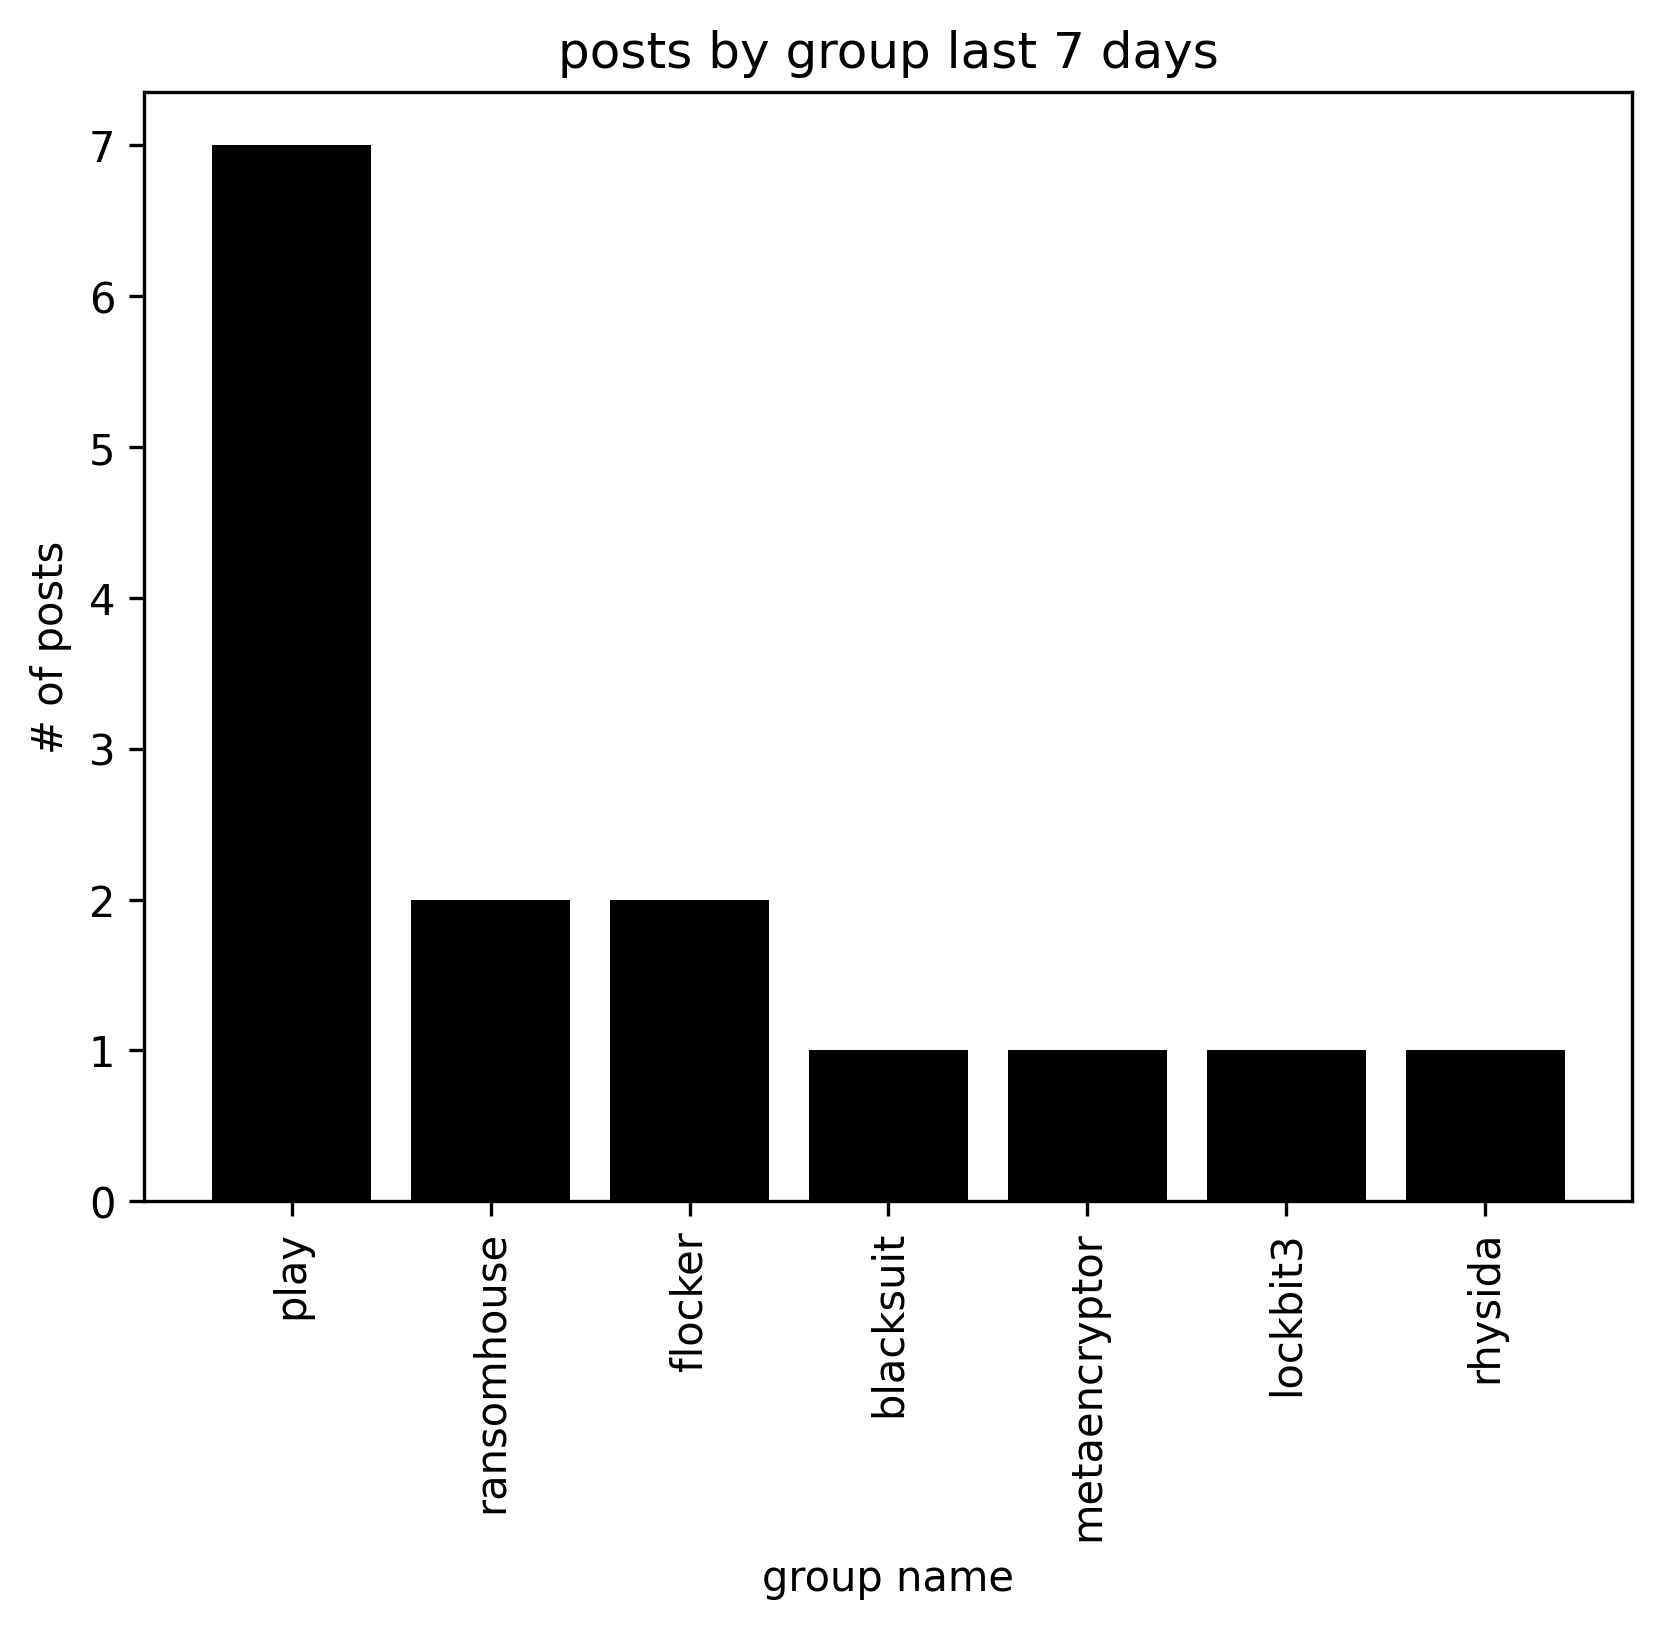 posts by group last 7 days
7
6
5
4
3
2
1
0
# of posts
play
ransomhouse
flocker
blacksuit
metaencryptor
lockbit3
rhysida
group name